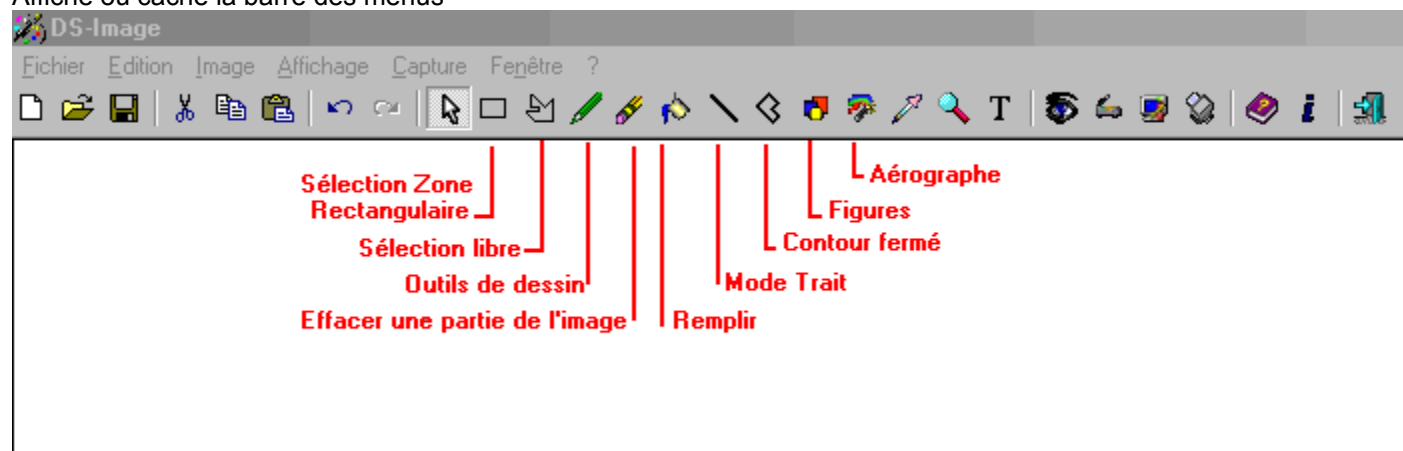 Affiche ou cache la barre des menus
DS-Image
Fichier Edition Image Affichage Capture Fenêtre ?
T
Sélection Zone
Rectangulaire
Aérographe
Figures
Sélection libre
Contour fermé
Outils de dessin
Mode Trait
Effacer une partie de l'image
Remplir